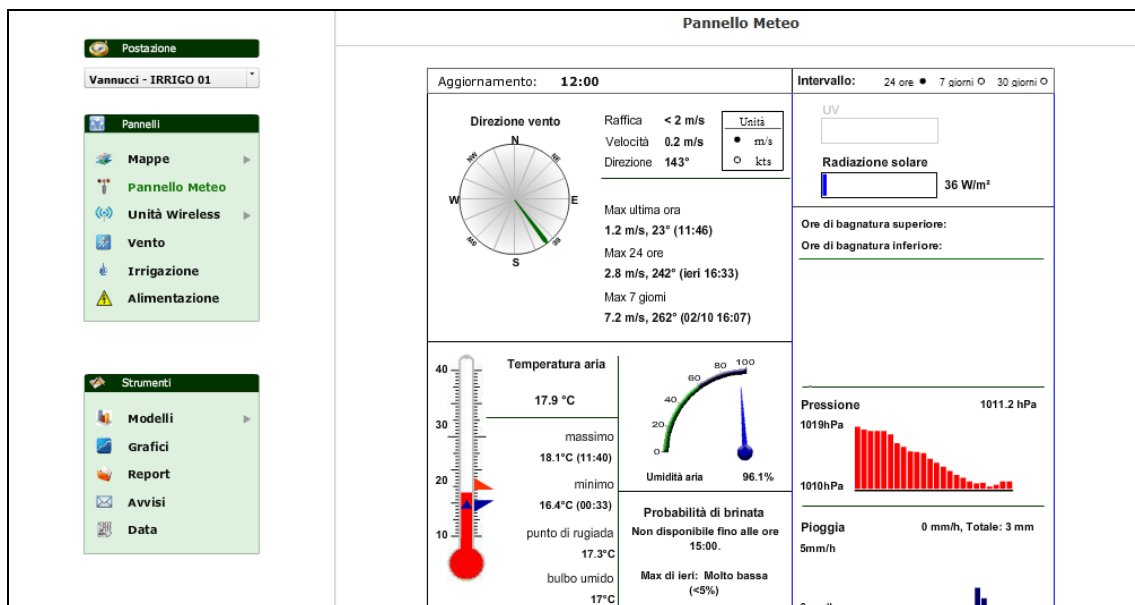 Pannello Meteo
Postazione
Vannucci - IRRIGO 01
Pannelli
Mappe
Pannello Meteo
Unità Wireless
Vento
Irrigazione
Alimentazione
Strumenti
Modelli
Grafici
Report
Avvisi
Data
Aggiornamento: 12:00
Intervallo: 24 ore 7 giorni 30 giorni
Direzione vento
N
NE
E
SE
S
SW
W
NW
Raffica < 2 m/s
Velocità 0.2 m/s
Direzione 143°
Unità
m/s
kts
Max ultima ora
1.2 m/s, 23° (11:46)
Max 24 ore
2.8 m/s, 242° (ieri 16:33)
Max 7 giorni
7.2 m/s, 262° (02/10 16:07)
UV
Radiazione solare
36 W/m²
Ore di bagnatura superiore:
Ore di bagnatura inferiore:
40
30
20
10
Temperatura aria
17.9 °C
massimo
18.1°C (11:40)
minimo
16.4°C (00:33)
punto di rugiada
17.3°C
bulbo umido
17°C
100
80
60
40
20
0
Umidità aria 96.1%
Probabilità di brinata
Non disponibile fino alle ore
15:00.
Max di ieri: Molto bassa
(<5%)
Pressione 1011.2 hPa
1019hPa
1010hPa
Pioggia 0 mm/h, Totale: 3 mm
5mm/h